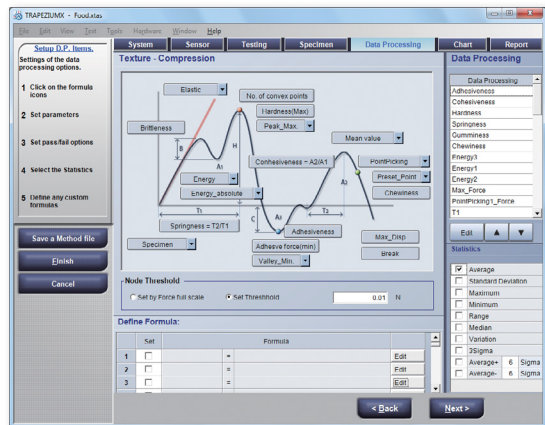 TRAPEZIUMX - Food.xtas
File Edit View Text Tools Hardware Window Help
Setup D.P. Items.
Settings of the data
processing options.
1 Click on the formula
icons
2 Set parameters
3 Set pass/fail options
4 Select the Statistics
5 Define any custom
formulas
Save a Method file
Finish
Cancel
System Sensor Testing Specimen Data Processing Chart Report
Texture - Compression
Elastic
No. of convex points
Hardness(Max)
Peak_Max.
Brittleness
B
H
A1
Mean value
Conhesiveness = A2/A1
PointPicking
Energy
Preset_Point
A3
Energy_absolute
Chewiness
T1
C
A2
T2
Springness = T2/T1
Adhesiveness
Max_Disp
Specimen
Adhesve force(min)
Break
Valley_Min.
Node Threshold
Set by Force full scale
Set Threshhold
0.01 N
Define Formula:
Set Formula
1 = Edit
2 = Edit
3 = Edit
< Back
Next >
Data Processing
Data Processing
Adhesiveness
Cohesiveness
Hardness
Springness
Gumminess
Chewiness
Energy3
Energy1
Energy2
Max_Force
PointPicking1_Force
T1
Edit
Statistics
Average
Standard Deviation
Maximum
Minimum
Range
Median
Variation
3Sigma
Average+ 6 Sigma
Average- 6 Sigma